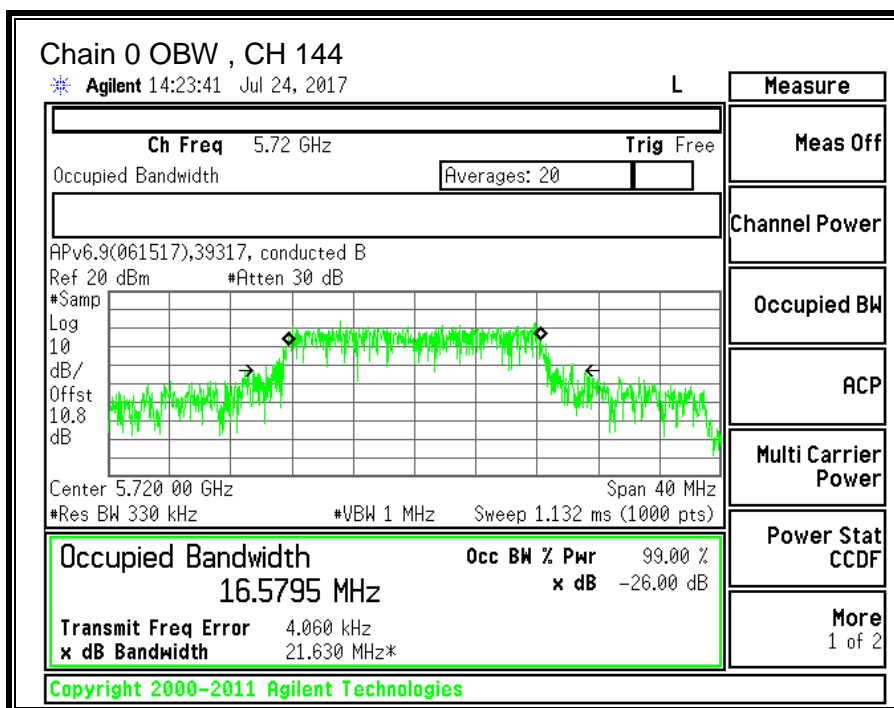 Chain 0 OBW , CH 144
Agilent 14:23:41 Jul 24, 2017 L
Measure
Ch Freq 5.72 GHz Trig Free
Meas Off
Occupied Bandwidth Averages: 20
Channel Power
APv6.9(061517),39317, conducted B
Ref 20 dBm #Atten 30 dB
#Samp
Log
10
dB/
Offst
10.8
dB
Occupied BW
ACP
Center 5.720 00 GHz Span 40 MHz
#Res BW 330 kHz #VBW 1 MHz Sweep 1.132 ms (1000 pts)
Multi Carrier
Power
Occupied Bandwidth Occ BW % Pwr 99.00 %
16.5795 MHz x dB -26.00 dB
Transmit Freq Error 4.060 kHz
x dB Bandwidth 21.630 MHz*
Power Stat
CCDF
More
1 of 2
Copyright 2000-2011 Agilent Technologies